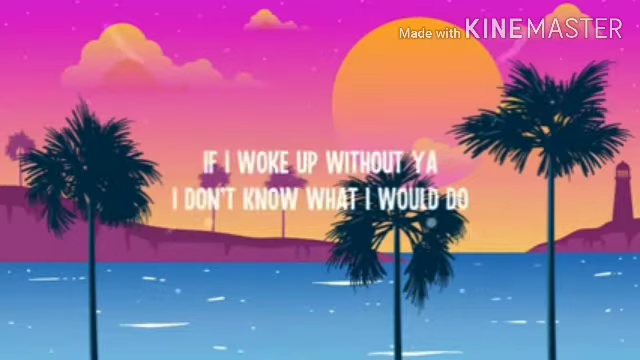 Made with KINEMASTER
IF I WOKE UP WITHOUT YA
I DON'T KNOW WHAT I WOULD DO